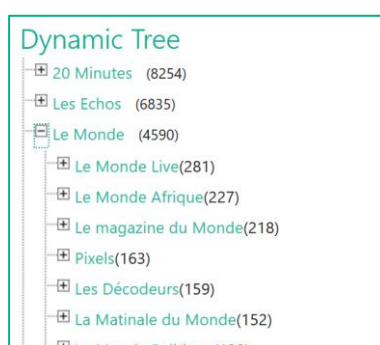 Dynamic Tree
20 Minutes (8254)
Les Echos (6835)
Le Monde (4590)
Le Monde Live(281)
Le Monde Afrique(227)
Le magazine du Monde(218)
Pixels(163)
Les Décodeurs(159)
La Matinale du Monde(152)